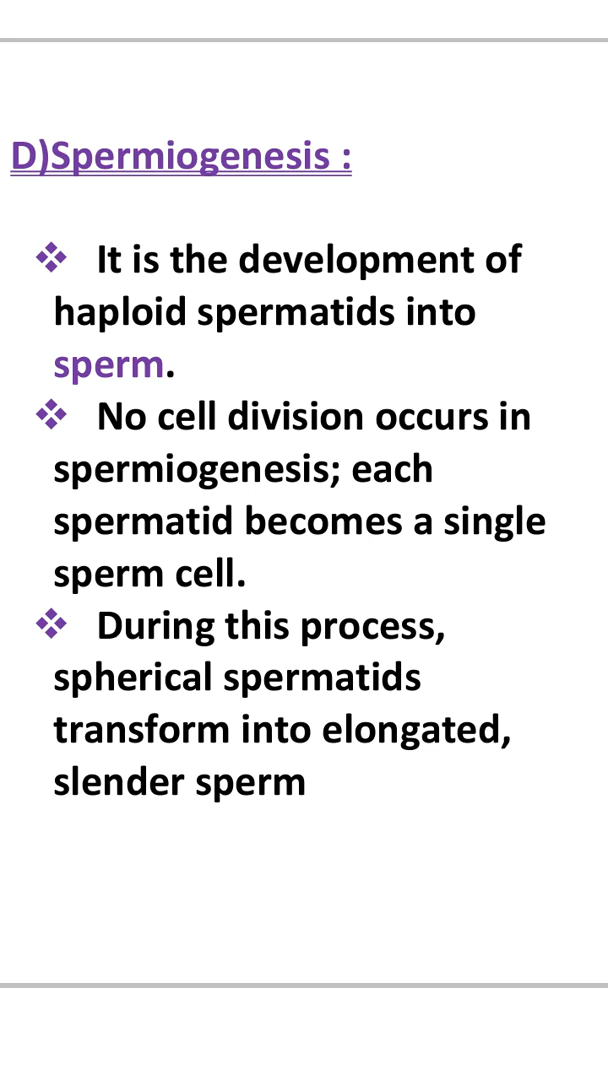 D)Spermiogenesis :
❖ It is the development of
haploid spermatids into
sperm.
❖ No cell division occurs in
spermiogenesis; each
spermatid becomes a single
sperm cell.
❖ During this process,
spherical spermatids
transform into elongated,
slender sperm